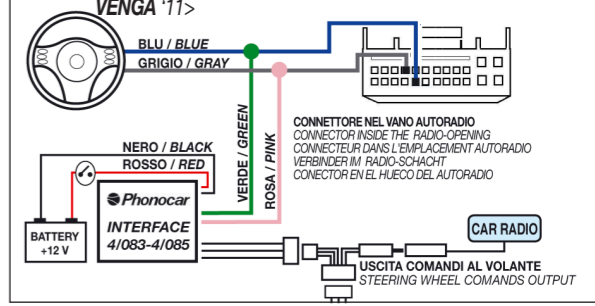 VENGA '11>
BLU / BLUE
GRIGIO / GRAY
CONNETTORE NEL VANO AUTORADIO
CONNECTOR INSIDE THE RADIO-OPENING
CONNECTEUR DANS L'EMPLACEMENT AUTORADIO
VERBINDER IM RADIO-SCHACHT
CONECTOR EN EL HUECO DEL AUTORADIO
VERDE / GREEN
ROSA / PINK
NERO / BLACK
ROSSO / RED
Phonocar
INTERFACE
4/083-4/085
BATTERY
+12 V
CAR RADIO
USCITA COMANDI AL VOLANTE
STEERING WHEEL COMANDS OUTPUT